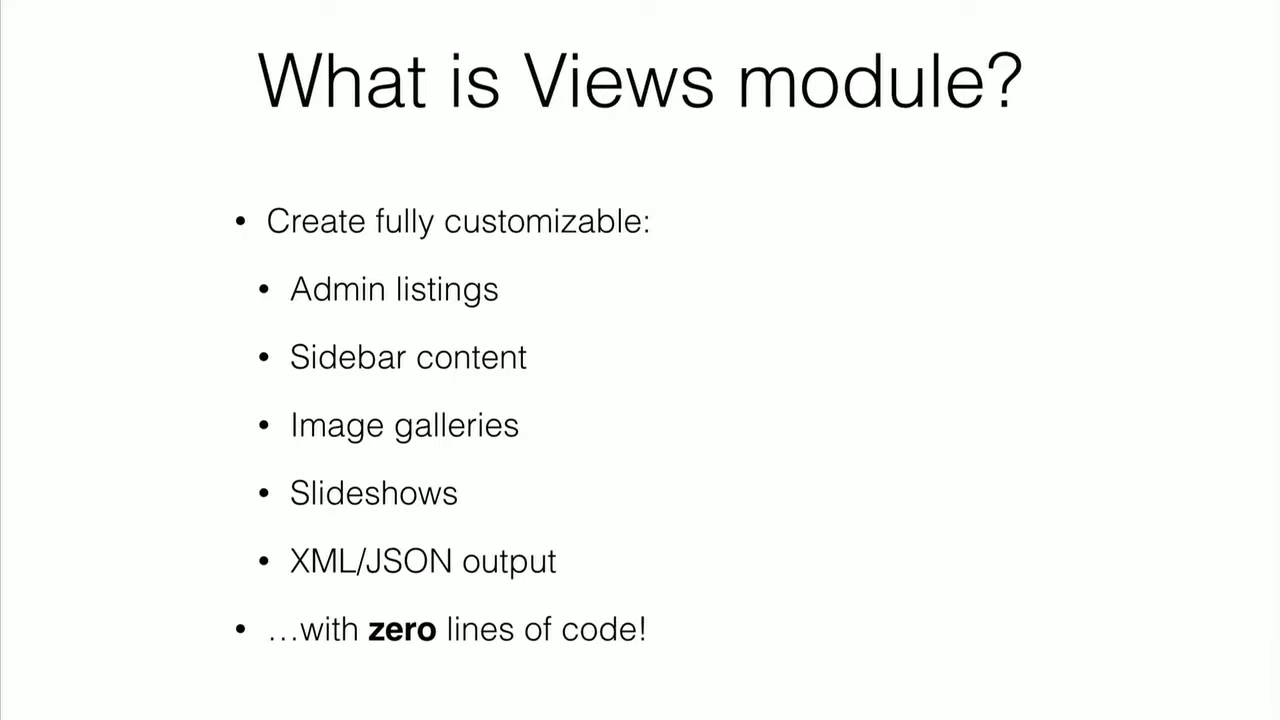 What is Views module?
• Create fully customizable:
• Admin listings
• Sidebar content
• Image galleries
• Slideshows
• XML/JSON output
• …with zero lines of code!